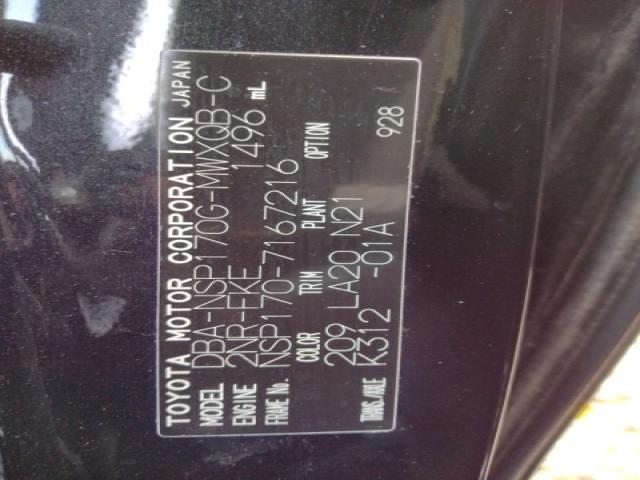 TOYOTA MOTOR CORPORATION JAPAN
MODEL DBA-NSP170G-MWXQB-C
ENGINE 2NR-FKE 1496 mL
FRAME No. NSP170-7167216
COLOR TRIM PLANT OPTION
209 LA20 N21 928
TRANS./AXLE K312 -01A